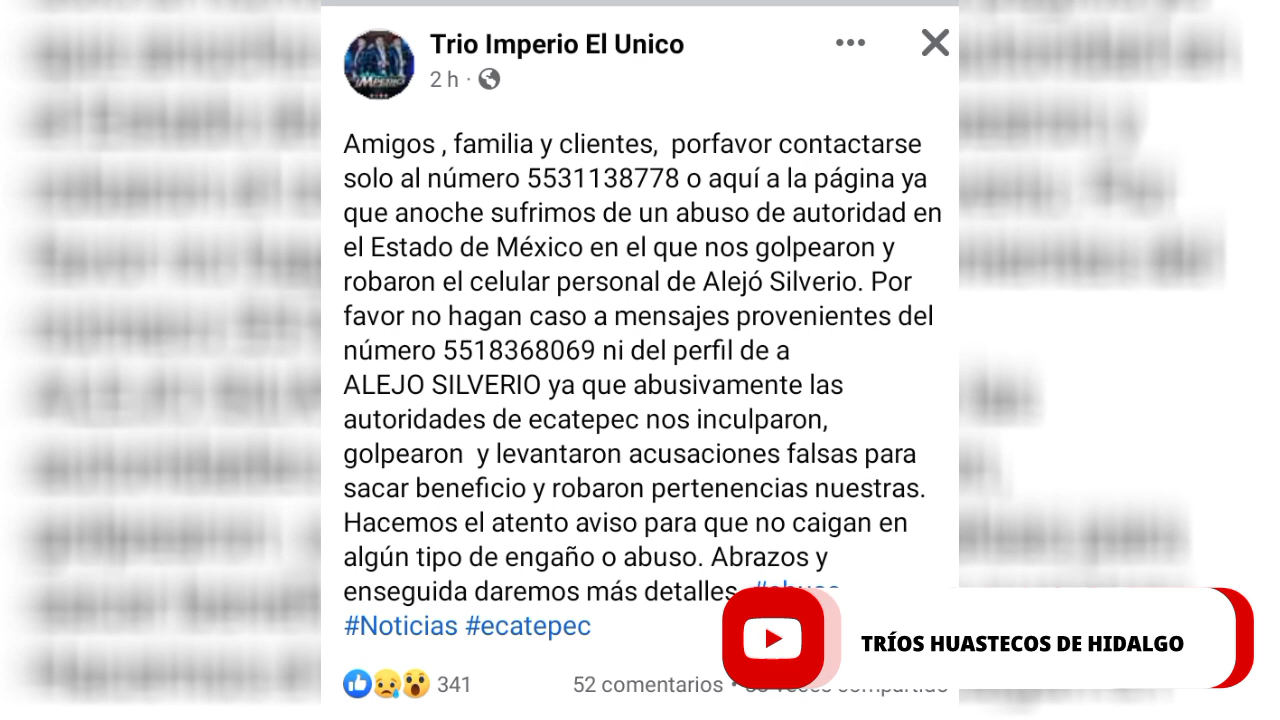 Trio Imperio El Unico
2 h ·
Amigos , familia y clientes,  porfavor contactarse
solo al número 5531138778 o aquí a la página ya
que anoche sufrimos de un abuso de autoridad en
el Estado de México en el que nos golpearon y
robaron el celular personal de Alejó Silverio. Por
favor no hagan caso a mensajes provenientes del
número 5518368069 ni del perfil de a
ALEJO SILVERIO ya que abusivamente las
autoridades de ecatepec nos inculparon,
golpearon  y levantaron acusaciones falsas para
sacar beneficio y robaron pertenencias nuestras.
Hacemos el atento aviso para que no caigan en
algún tipo de engaño o abuso. Abrazos y
enseguida daremos más detalles
#Noticias #ecatepec
341
52 comentarios •
TRÍOS HUASTECOS DE HIDALGO